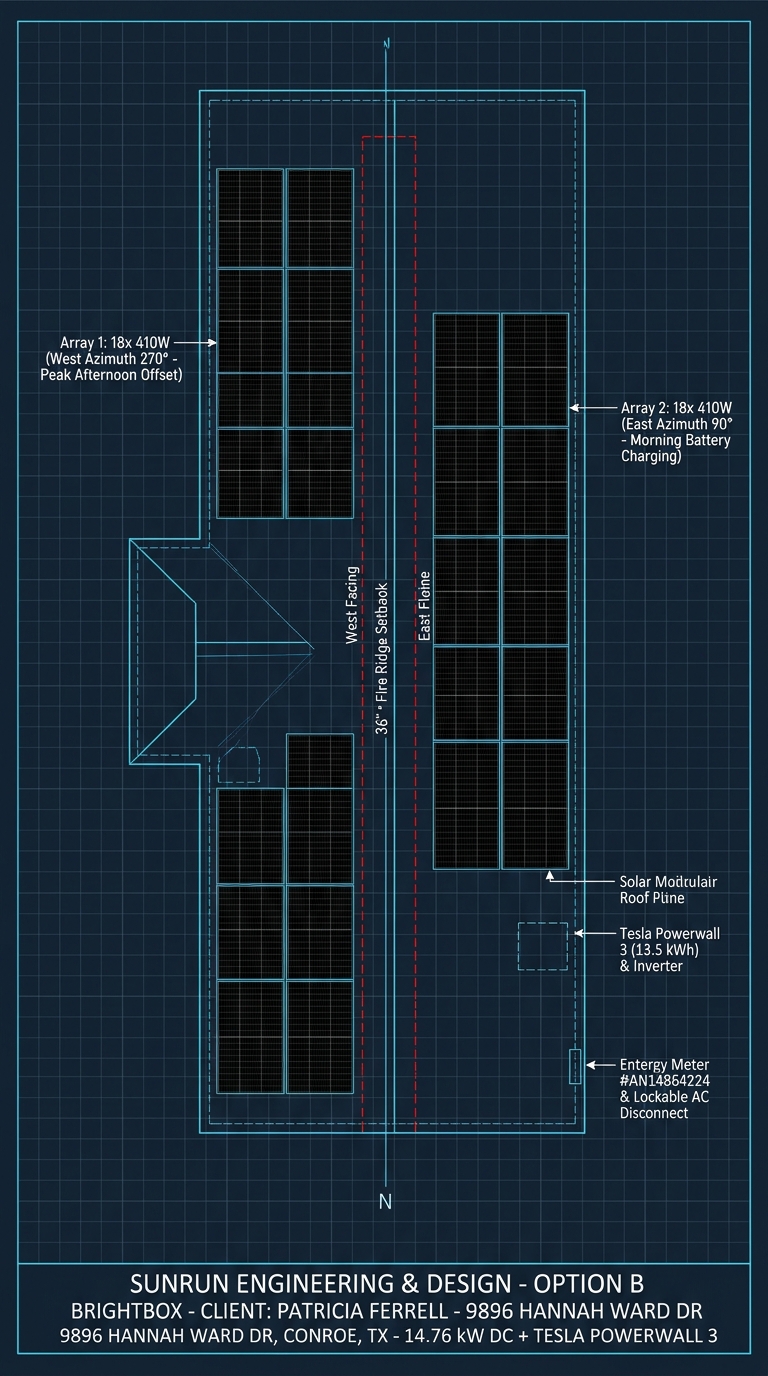 N
Array 1: 18x 410W
(West Azimuth 270° -
Peak Afternoon Offset)
Array 2: 18x 410W
(East Azimuth 90°
- Morning Battery
Charging)
West Facing
36" " Fire Ridge Setback
East
Solar
Roof
Tesla Powerwall
3 (13.5 kWh)
& Inverter
Entergy Meter
#AN14864224
& Lockable AC
Disconnect
N
SUNRUN ENGINEERING & DESIGN - OPTION B
BRIGHTBOX - CLIENT: PATRICIA FERRELL - 9896 HANNAH WARD DR
9896 HANNAH WARD DR, CONROE, TX - 14.76 kW DC + TESLA POWERWALL 3